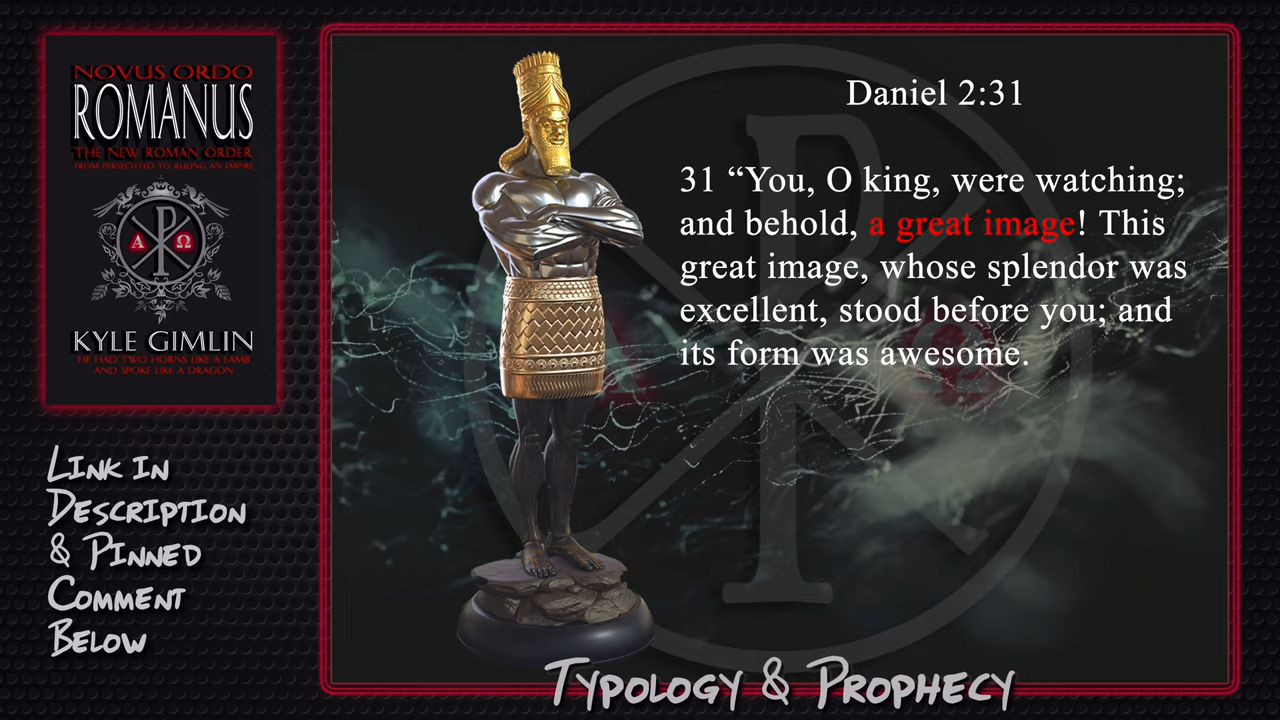 NOVUS ORDO
ROMANUS
THE NEW ROMAN ORDER
FROM PERSECUTED TO RULING AN EMPIRE
Α Ω
KYLE GIMLIN
HE HAD TWO HORNS LIKE A LAMB
AND SPOKE LIKE A DRAGON
Link in
Description
& Pinned
Comment
Below
Daniel 2:31
31 “You, O king, were watching;
and behold, a great image! This
great image, whose splendor was
excellent, stood before you; and
its form was awesome.
Typology & Prophecy